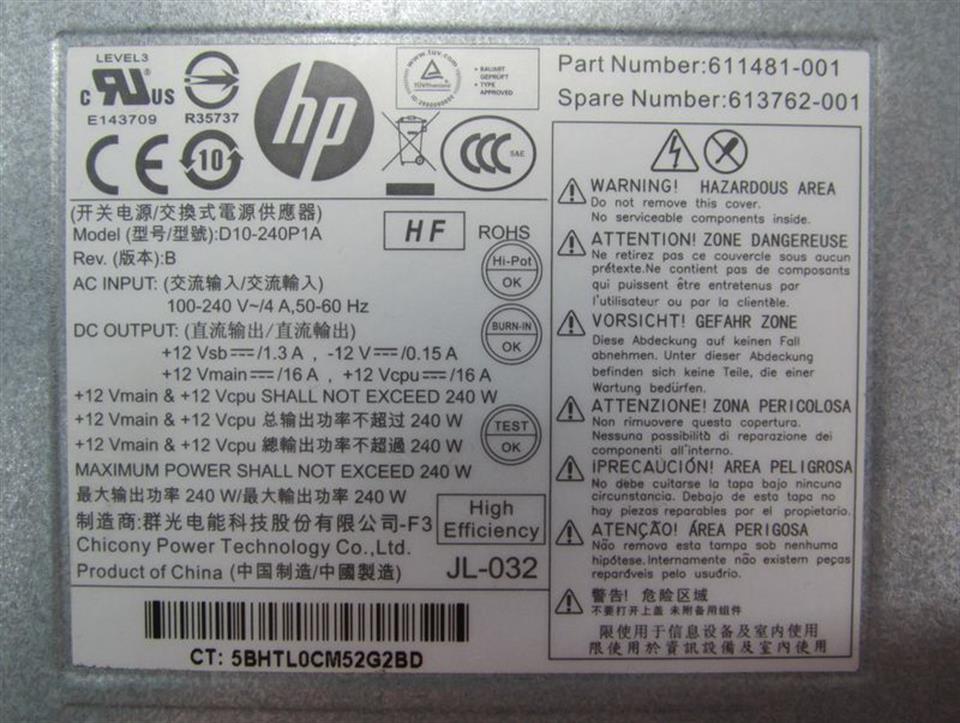 LEVEL3
C UR US
E143709
R35737
hp
www.tuv.com
TÜVRheinland
• BAUART
GEPRÜFT
• TYPE
APPROVED
CE
10
CCC S&E
(开关电源/交換式電源供應器)
Model (型号/型號):D10-240P1A
Rev. (版本):B
HF
ROHS
AC INPUT: (交流输入/交流輸入)
100-240 V~/4 A,50-60 Hz
Hi-Pot
OK
DC OUTPUT: (直流输出/直流輸出)
+12 Vsb⎓/1.3 A , -12 V⎓/0.15 A
+12 Vmain⎓/16 A , +12 Vcpu⎓/16 A
BURN-IN
OK
+12 Vmain & +12 Vcpu SHALL NOT EXCEED 240 W
+12 Vmain & +12 Vcpu 总输出功率不超过 240 W
+12 Vmain & +12 Vcpu 總輸出功率不超過 240 W
TEST
OK
MAXIMUM POWER SHALL NOT EXCEED 240 W
最大输出功率 240 W/最大輸出功率 240 W
制造商:群光电能科技股份有限公司-F3
Chicony Power Technology Co.,Ltd.
High
Efficiency
Product of China (中国制造/中國製造)
JL-032
CT: 5BHTL0CM52G2BD
Part Number:611481-001
Spare Number:613762-001
WARNING! HAZARDOUS AREA
Do not remove this cover.
No serviceable components inside.
ATTENTION! ZONE DANGEREUSE
Ne retirez pas ce couvercle sous aucun
prétexte.Ne contient pas de composants
qui puissent être entretenus par
l'utilisateur ou par la clientèle.
VORSICHT! GEFAHR ZONE
Diese Abdeckung auf keinen Fall
abnehmen. Unter dieser Abdeckung
befinden sich keine Teile, die einer
Wartung bedürfen.
ATTENZIONE! ZONA PERICOLOSA
Non rimuovere questa copertura.
Nessuna possibilità di reparazione dei
componenti all'interno.
¡PRECAUCIÓN! AREA PELIGROSA
No debe cuitarse la tapa bajo ninguna
circunstancia. Debajo de esta tapa no
hay piezas reparables por el propietario.
ATENÇÃO! ÁREA PERIGOSA
Não remova esta tampa sob nenhuma
hipótese.Internamente não existem peças
reparáveis pelo usuário.
警告! 危险区域
不要打开上盖 未附备用组件
限使用于信息设备及室内使用
限使用於資訊設備及室内使用